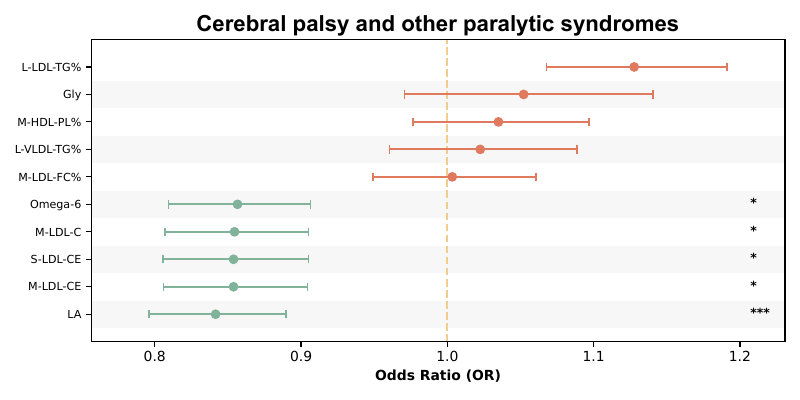 Cerebral palsy and other paralytic syndromes
L-LDL-TG%
Gly
M-HDL-PL%
L-VLDL-TG%
M-LDL-FC%
Omega-6 *
M-LDL-C *
S-LDL-CE *
M-LDL-CE *
LA ***
0.8 0.9 1.0 1.1 1.2
Odds Ratio (OR)